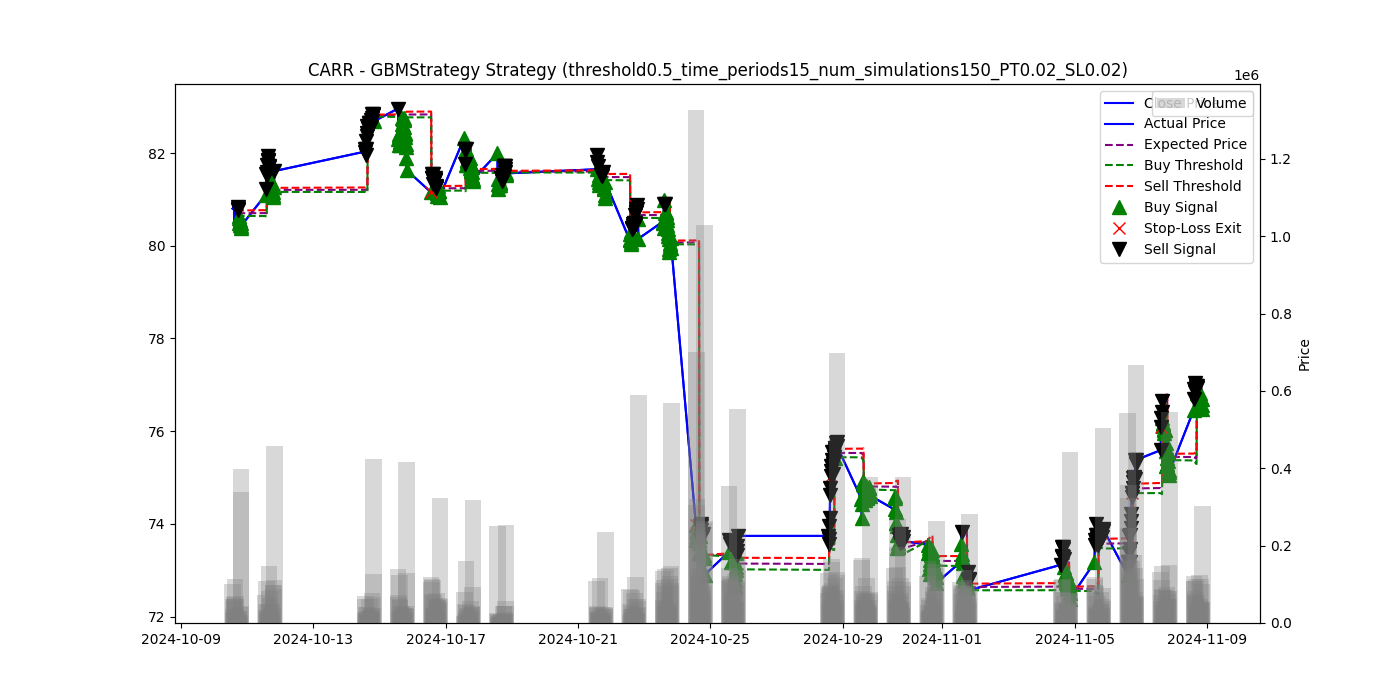 CARR - GBMStrategy Strategy (threshold0.5_time_periods15_num_simulations150_PT0.02_SL0.02)
1e6
Close Price
Volume
Actual Price
Expected Price
Buy Threshold
Sell Threshold
Buy Signal
Stop-Loss Exit
Sell Signal
82
80
78
76
74
72
1.2
1.0
0.8
0.6
0.4
0.2
0.0
Price
2024-10-09
2024-10-13
2024-10-17
2024-10-21
2024-10-25
2024-10-29
2024-11-01
2024-11-05
2024-11-09